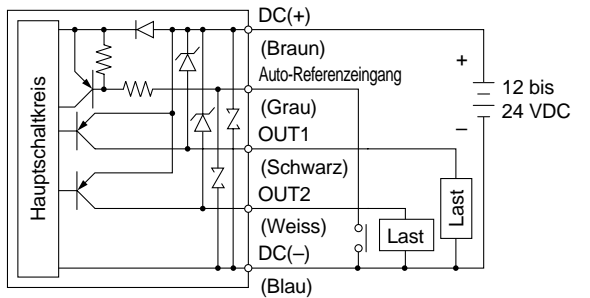 DC(+)
(Braun)
Auto-Referenzeingang
(Grau)
OUT1
(Schwarz)
OUT2
(Weiss)
DC(–)
(Blau)
Hauptschaltkreis
+
12 bis
24 VDC
–
Last
Last